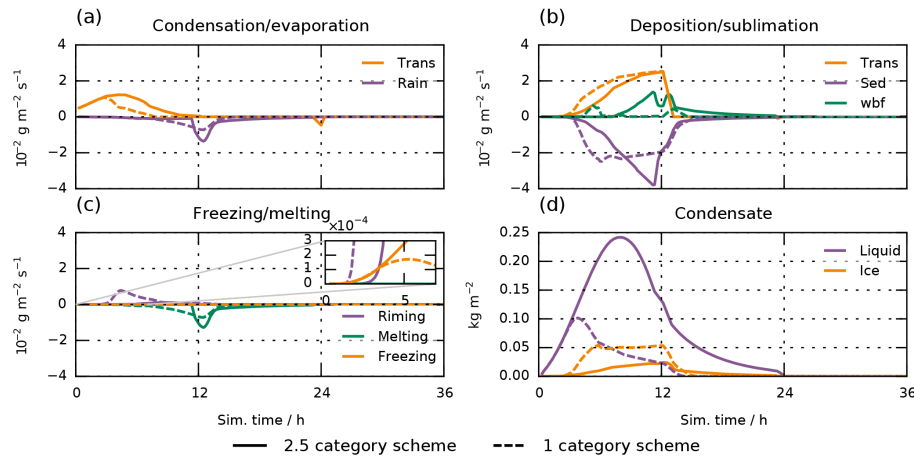 (a)
Condensation/evaporation
4
2
0
−2
−4
10⁻² g m⁻² s⁻¹
Trans
Rain
(b)
Deposition/sublimation
4
2
0
−2
−4
10⁻² g m⁻² s⁻¹
Trans
Sed
wbf
(c)
Freezing/melting
4
2
0
−2
−4
10⁻² g m⁻² s⁻¹
×10⁻⁴
3
2
1
0
0 5
Riming
Melting
Freezing
0 12 24 36
Sim. time / h
(d)
Condensate
0.25
0.20
0.15
0.10
0.05
0.00
kg m⁻²
Liquid
Ice
0 12 24 36
Sim. time / h
2.5 category scheme 1 category scheme